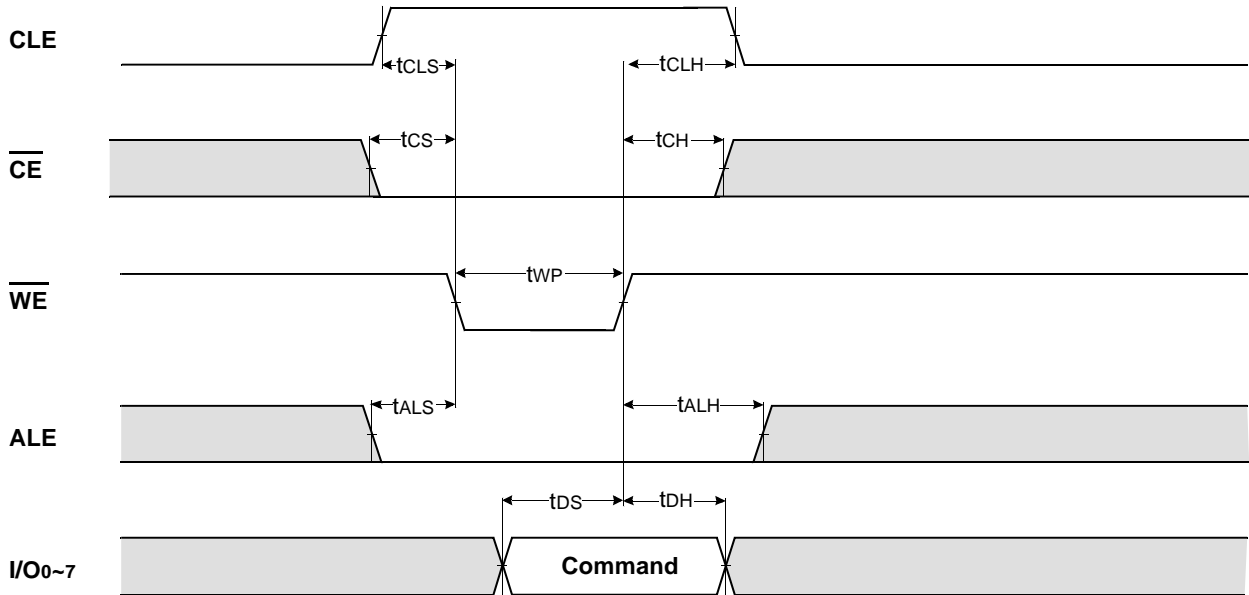 CLE
tCLS
tCLH
CE
tCS
tCH
WE
tWP
ALE
tALS
tALH
I/O0~7
tDS
tDH
Command